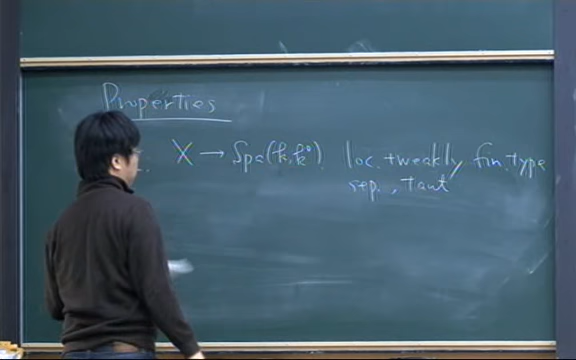 Properties
X → Spa(k, k°) loc. + weakly fin. type
sep., taut